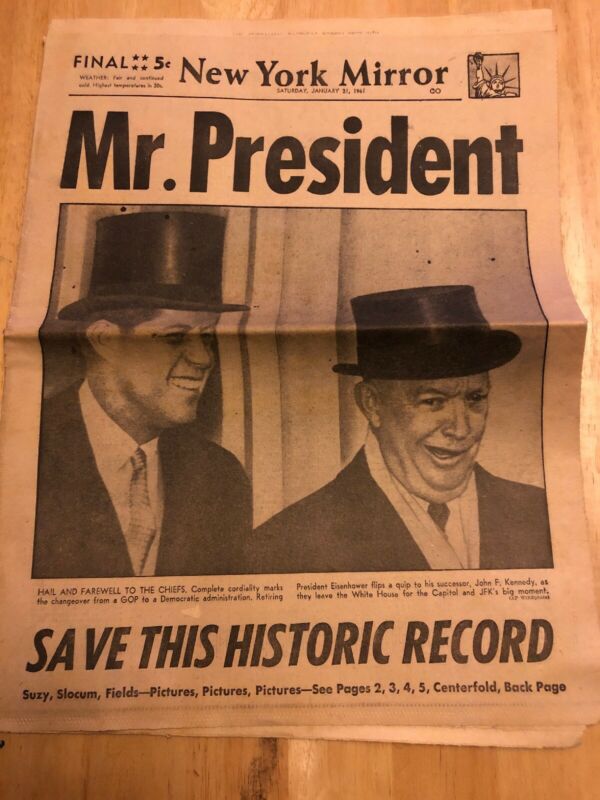 FINAL ★★★★ 5¢
WEATHER: Fair and continued
cold. Highest temperatures in 20s.
New York Mirror
SATURDAY, JANUARY 21, 1961
Mr. President
HAIL AND FAREWELL TO THE CHIEFS. Complete cordiality marks
the changeover from a GOP to a Democratic administration. Retiring
President Eisenhower flips a quip to his successor, John F. Kennedy, as
they leave the White House for the Capitol and JFK's big moment.
SAVE THIS HISTORIC RECORD
Suzy, Slocum, Fields—Pictures, Pictures, Pictures—See Pages 2, 3, 4, 5, Centerfold, Back Page